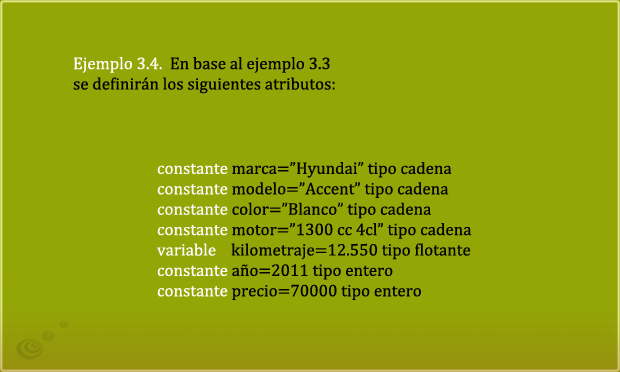 Ejemplo 3.4. En base al ejemplo 3.3
se definirán los siguientes atributos:
constante marca=”Hyundai” tipo cadena
constante modelo=”Accent” tipo cadena
constante color=”Blanco” tipo cadena
constante motor=”1300 cc 4cl” tipo cadena
variable kilometraje=12.550 tipo flotante
constante año=2011 tipo entero
constante precio=70000 tipo entero